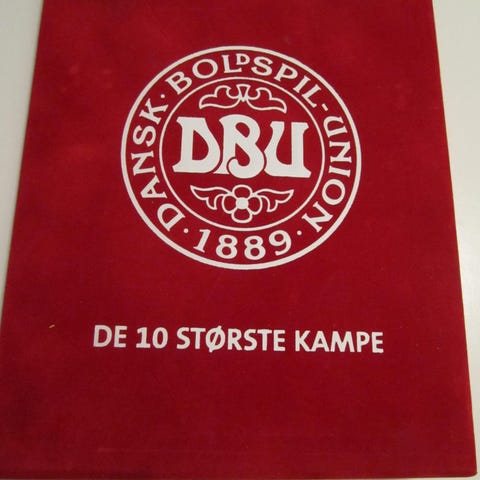 DANSK · BOLDSPIL-UNION
DBU
· 1889 ·
DE 10 STØRSTE KAMPE